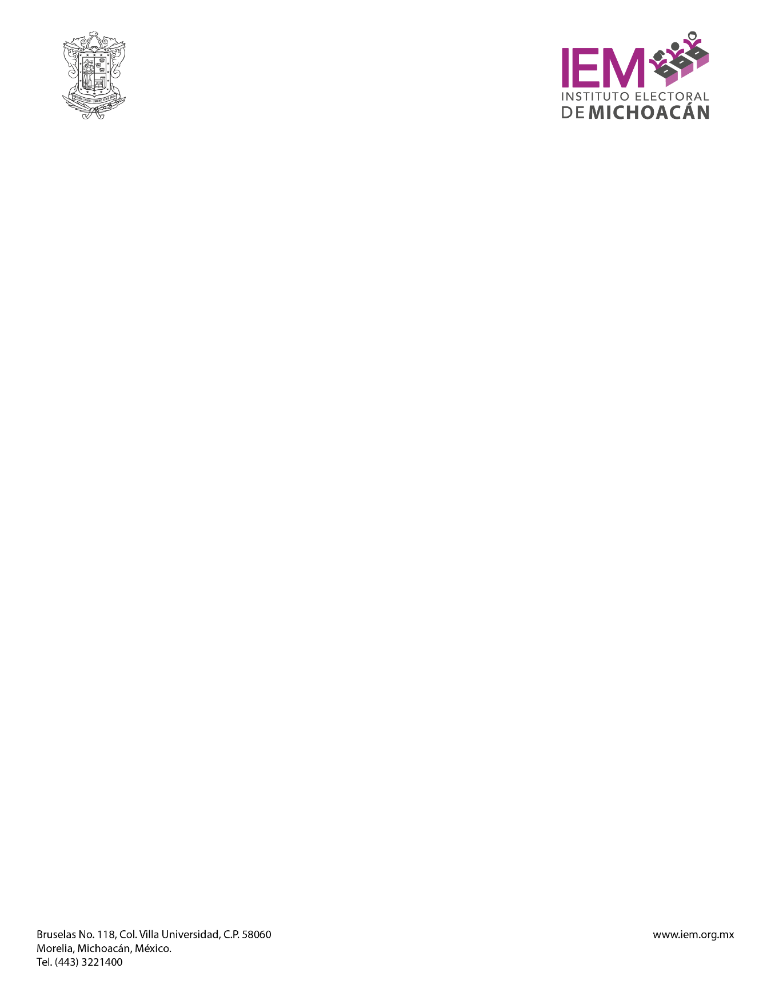 IEM
INSTITUTO ELECTORAL
DE MICHOACÁN
Bruselas No. 118, Col. Villa Universidad, C.P. 58060
Morelia, Michoacán, México.
Tel. (443) 3221400
www.iem.org.mx